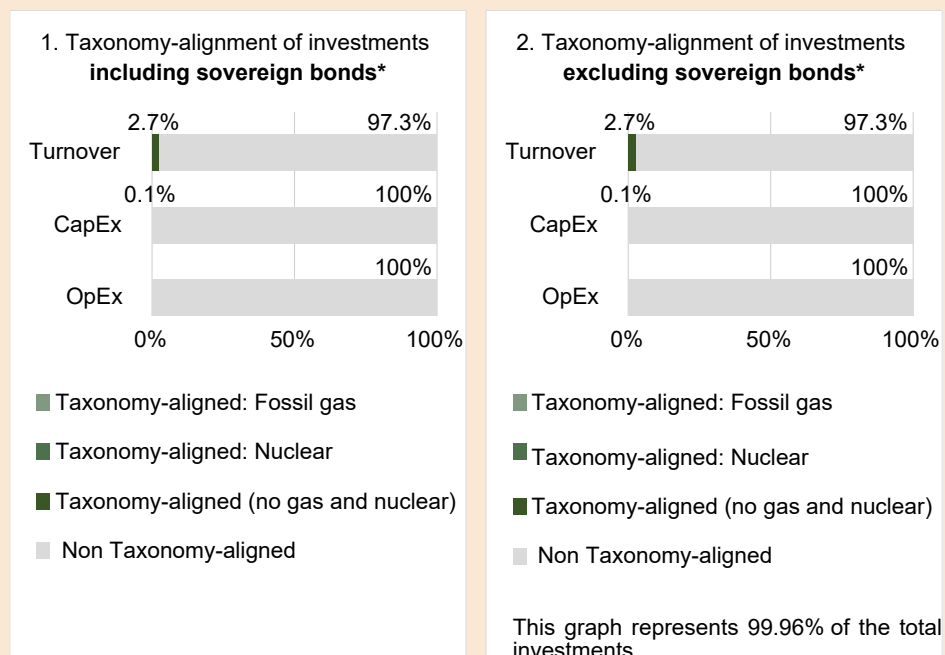 1. Taxonomy-alignment of investments
including sovereign bonds*
2.7% 97.3%
Turnover
0.1% 100%
CapEx
100%
OpEx
0% 50% 100%
Taxonomy-aligned: Fossil gas
Taxonomy-aligned: Nuclear
Taxonomy-aligned (no gas and nuclear)
Non Taxonomy-aligned
2. Taxonomy-alignment of investments
excluding sovereign bonds*
2.7% 97.3%
Turnover
0.1% 100%
CapEx
100%
OpEx
0% 50% 100%
Taxonomy-aligned: Fossil gas
Taxonomy-aligned: Nuclear
Taxonomy-aligned (no gas and nuclear)
Non Taxonomy-aligned
This graph represents 99.96% of the total
investments